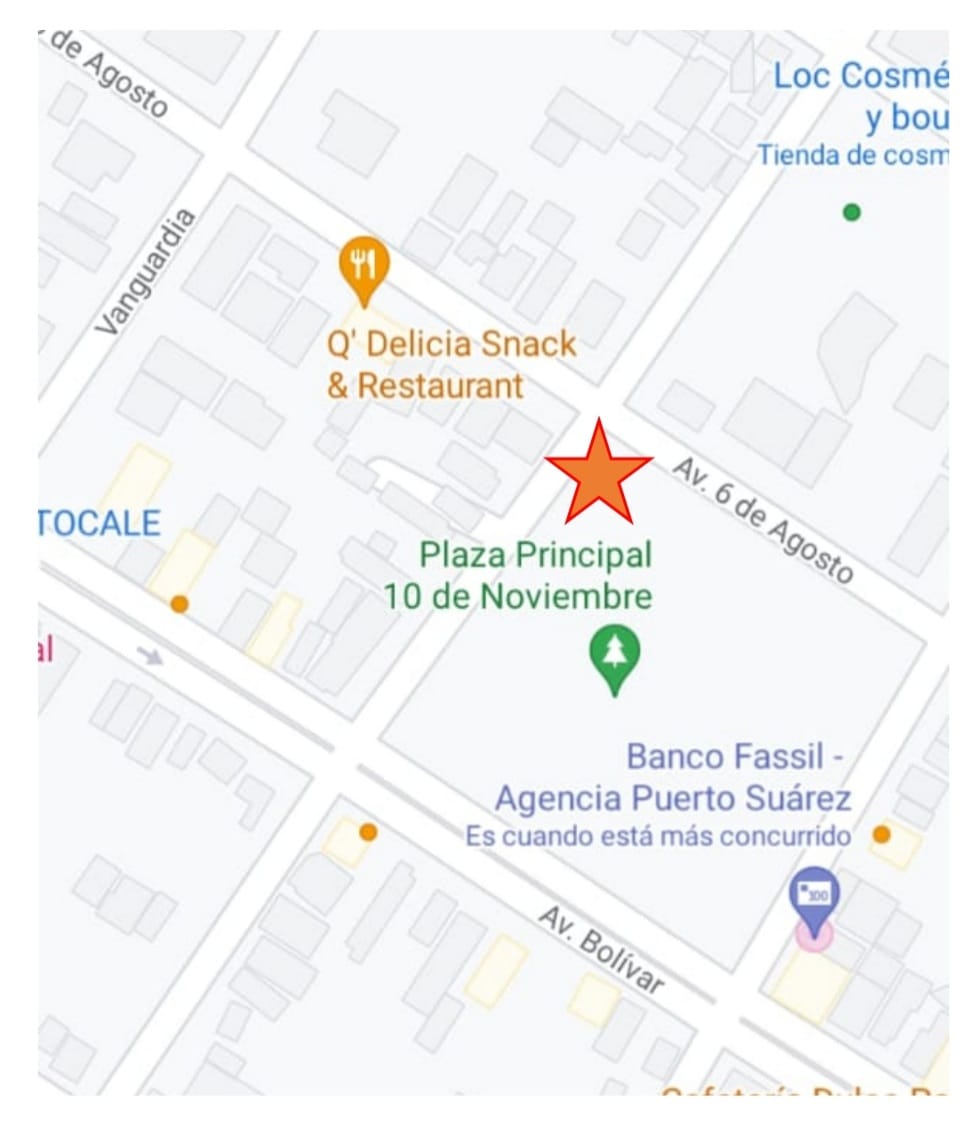 de Agosto
Loc Cosmé
y bou
Tienda de cosm
Vanguardia
Q' Delicia Snack
& Restaurant
Av. 6 de Agosto
TOCALE
Plaza Principal
10 de Noviembre
al
Banco Fassil -
Agencia Puerto Suárez
Es cuando está más concurrido
100
Av. Bolívar